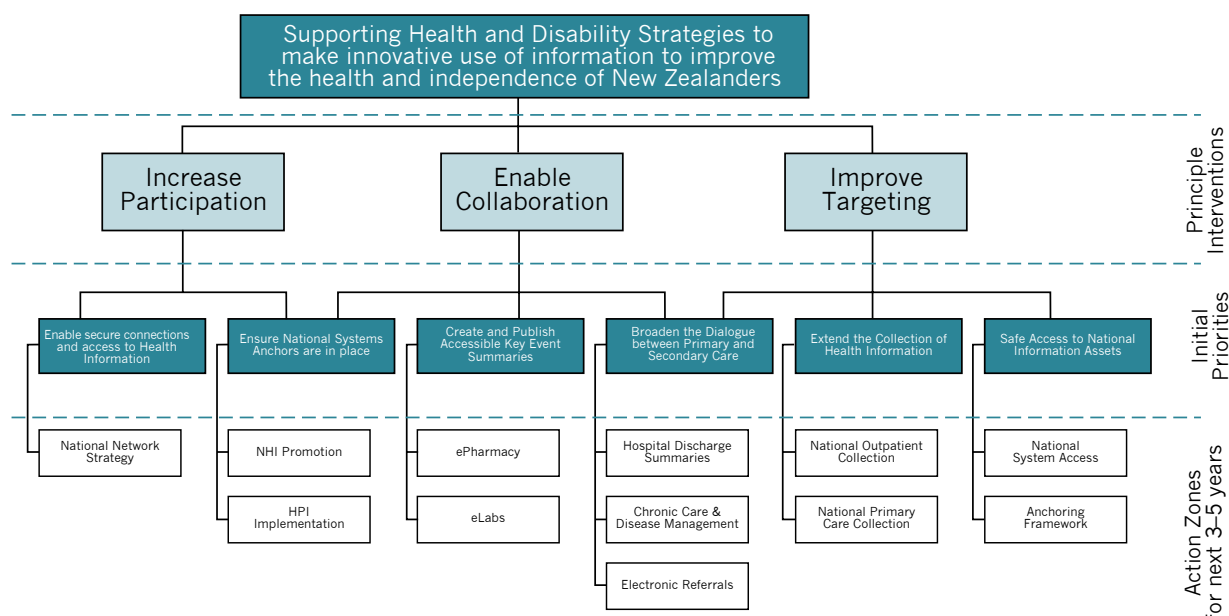 Supporting Health and Disability Strategies to
make innovative use of information to improve
the health and independence of New Zealanders
Increase
Participation
Enable
Collaboration
Improve
Targeting
Principle
Interventions
Enable secure connections
and access to Health
Information
Ensure National Systems
Anchors are in place
Create and Publish
Accessible Key Event
Summaries
Broaden the Dialogue
between Primary and
Secondary Care
Extend the Collection of
Health Information
Safe Access to National
Information Assets
Initial
Priorities
National Network
Strategy
NHI Promotion
HPI
Implementation
ePharmacy
eLabs
Hospital Discharge
Summaries
Chronic Care &
Disease Management
Electronic Referrals
National Outpatient
Collection
National Primary
Care Collection
National
System Access
Anchoring
Framework
Action Zones
for next 3–5 years